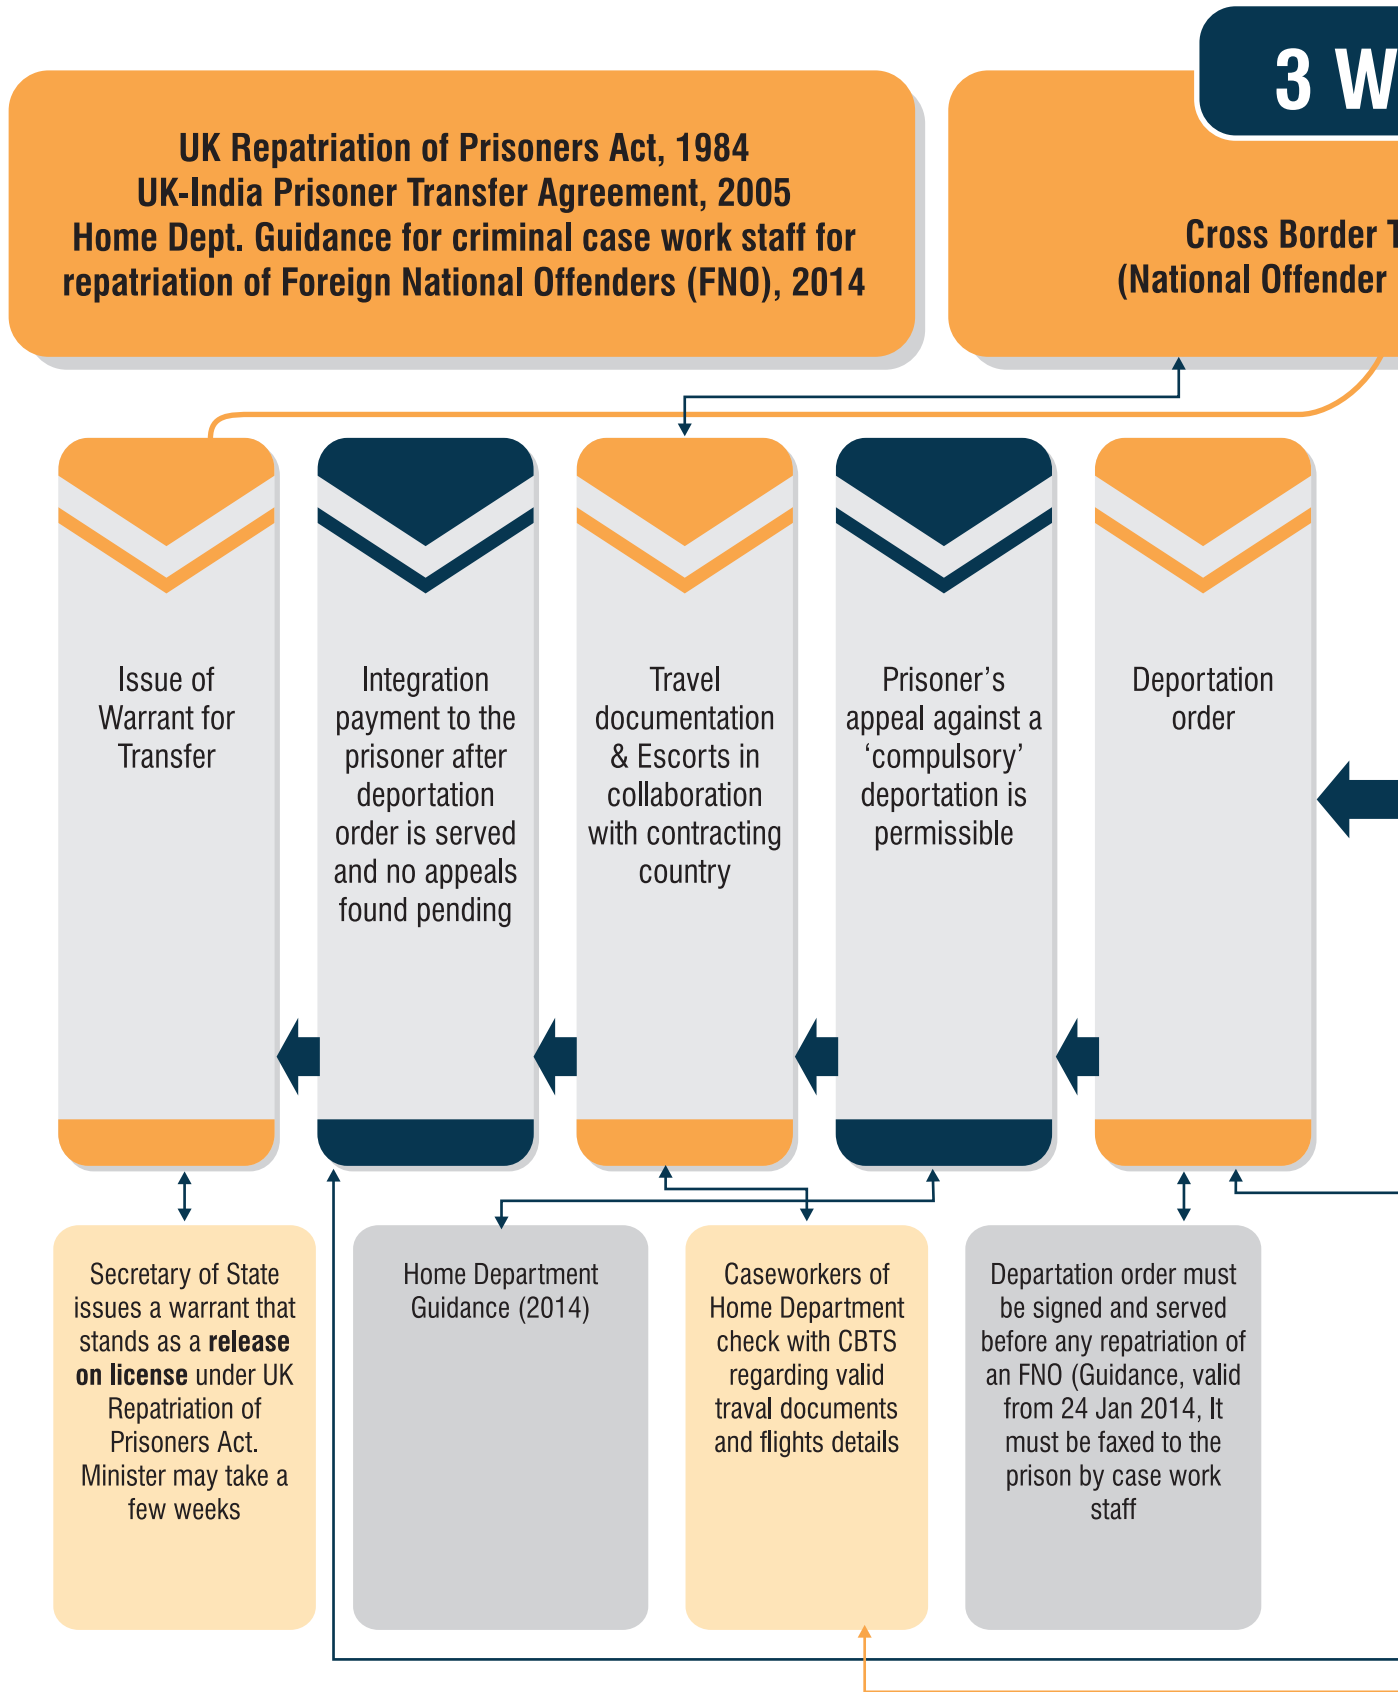 3 W
UK Repatriation of Prisoners Act, 1984
UK-India Prisoner Transfer Agreement, 2005
Home Dept. Guidance for criminal case work staff for
repatriation of Foreign National Offenders (FNO), 2014
Cross Border T
(National Offender
Issue of
Warrant for
Transfer
Integration
payment to the
prisoner after
deportation
order is served
and no appeals
found pending
Travel
documentation
& Escorts in
collaboration
with contracting
country
Prisoner’s
appeal against a
‘compulsory’
deportation is
permissible
Deportation
order
Secretary of State
issues a warrant that
stands as a release
on license under UK
Repatriation of
Prisoners Act.
Minister may take a
few weeks
Home Department
Guidance (2014)
Caseworkers of
Home Department
check with CBTS
regarding valid
traval documents
and flights details
Departation order must
be signed and served
before any repatriation of
an FNO (Guidance, valid
from 24 Jan 2014, It
must be faxed to the
prison by case work
staff